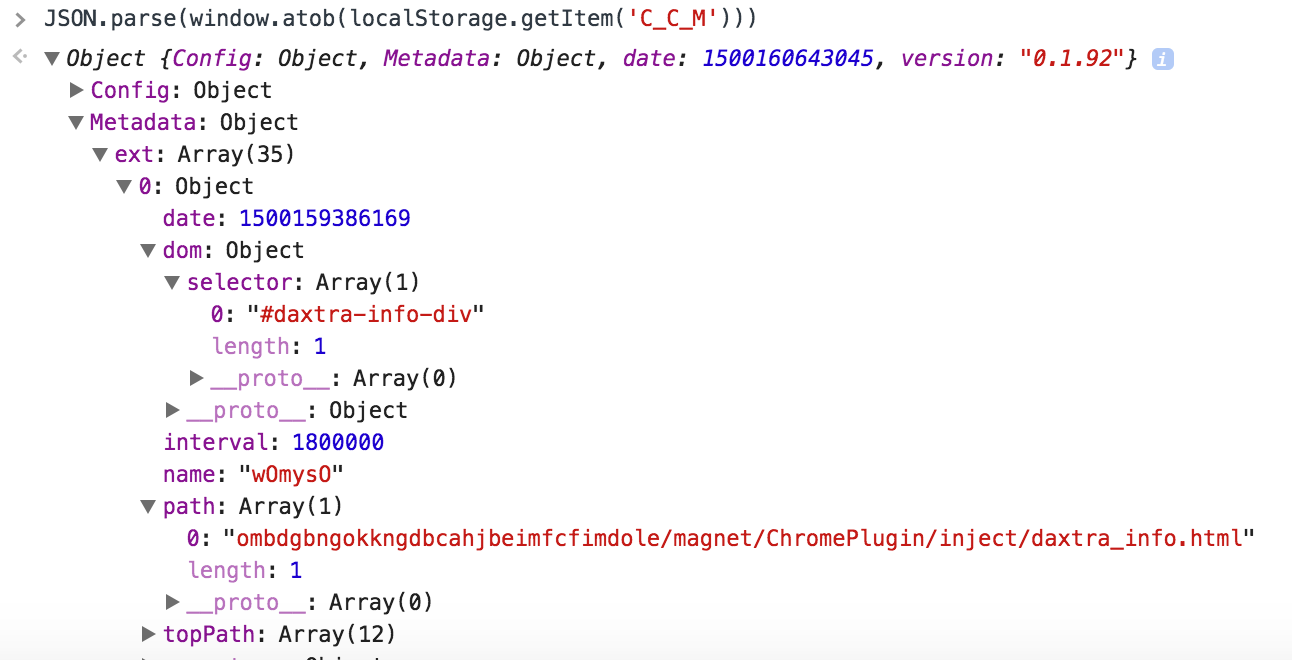 > JSON.parse(window.atob(localStorage.getItem('C_C_M')))
<· ▼Object {Config: Object, Metadata: Object, date: 1500160643045, version: "0.1.92"} i
▶Config: Object
▼Metadata: Object
▼ext: Array(35)
▼0: Object
date: 1500159386169
▼dom: Object
▼selector: Array(1)
0: "#daxtra-info-div"
length: 1
▶__proto__: Array(0)
▶__proto__: Object
interval: 1800000
name: "wOmysO"
▼path: Array(1)
0: "ombdgbngokkngdbcahjbeimfcfimdole/magnet/ChromePlugin/inject/daxtra_info.html"
length: 1
▶__proto__: Array(0)
▶topPath: Array(12)